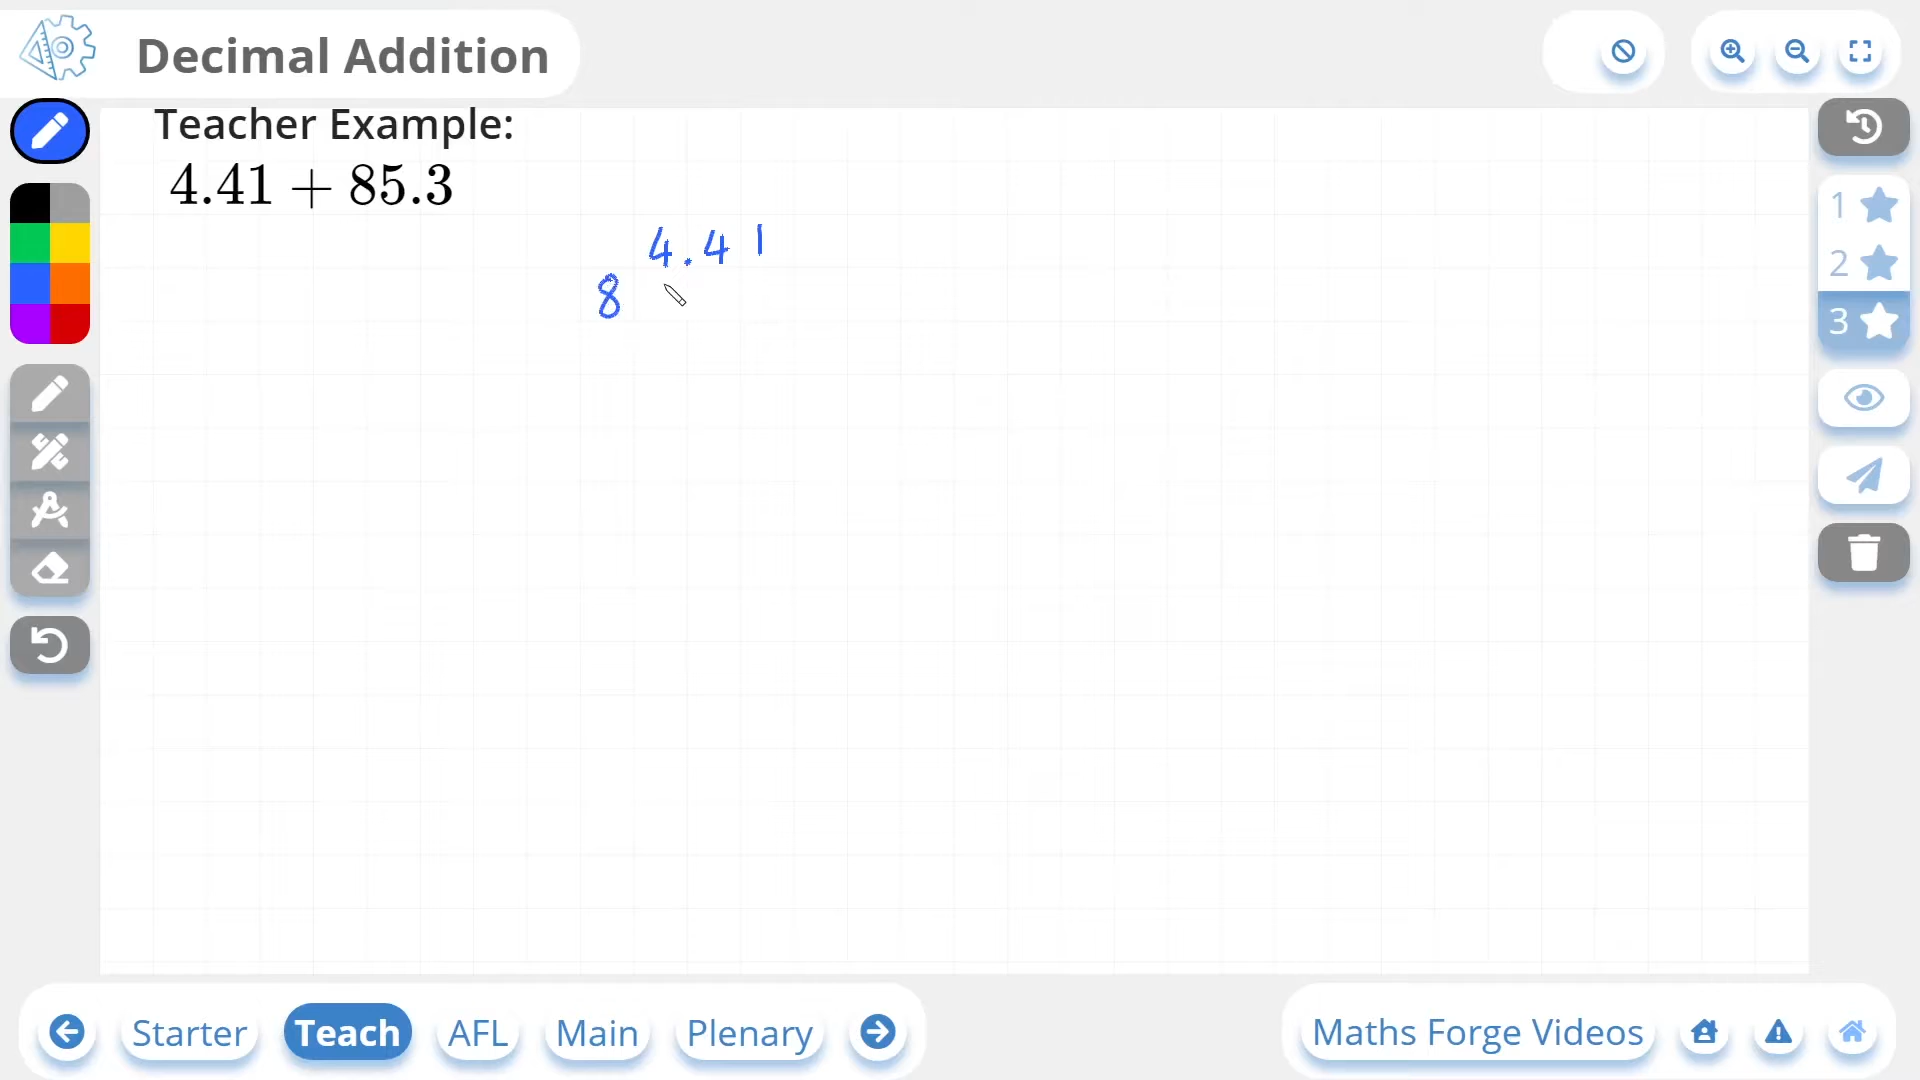 Decimal Addition
Teacher Example:
4.41 + 85.3
4.41
8
1
2
3
Starter Teach AFL Main Plenary
Maths Forge Videos